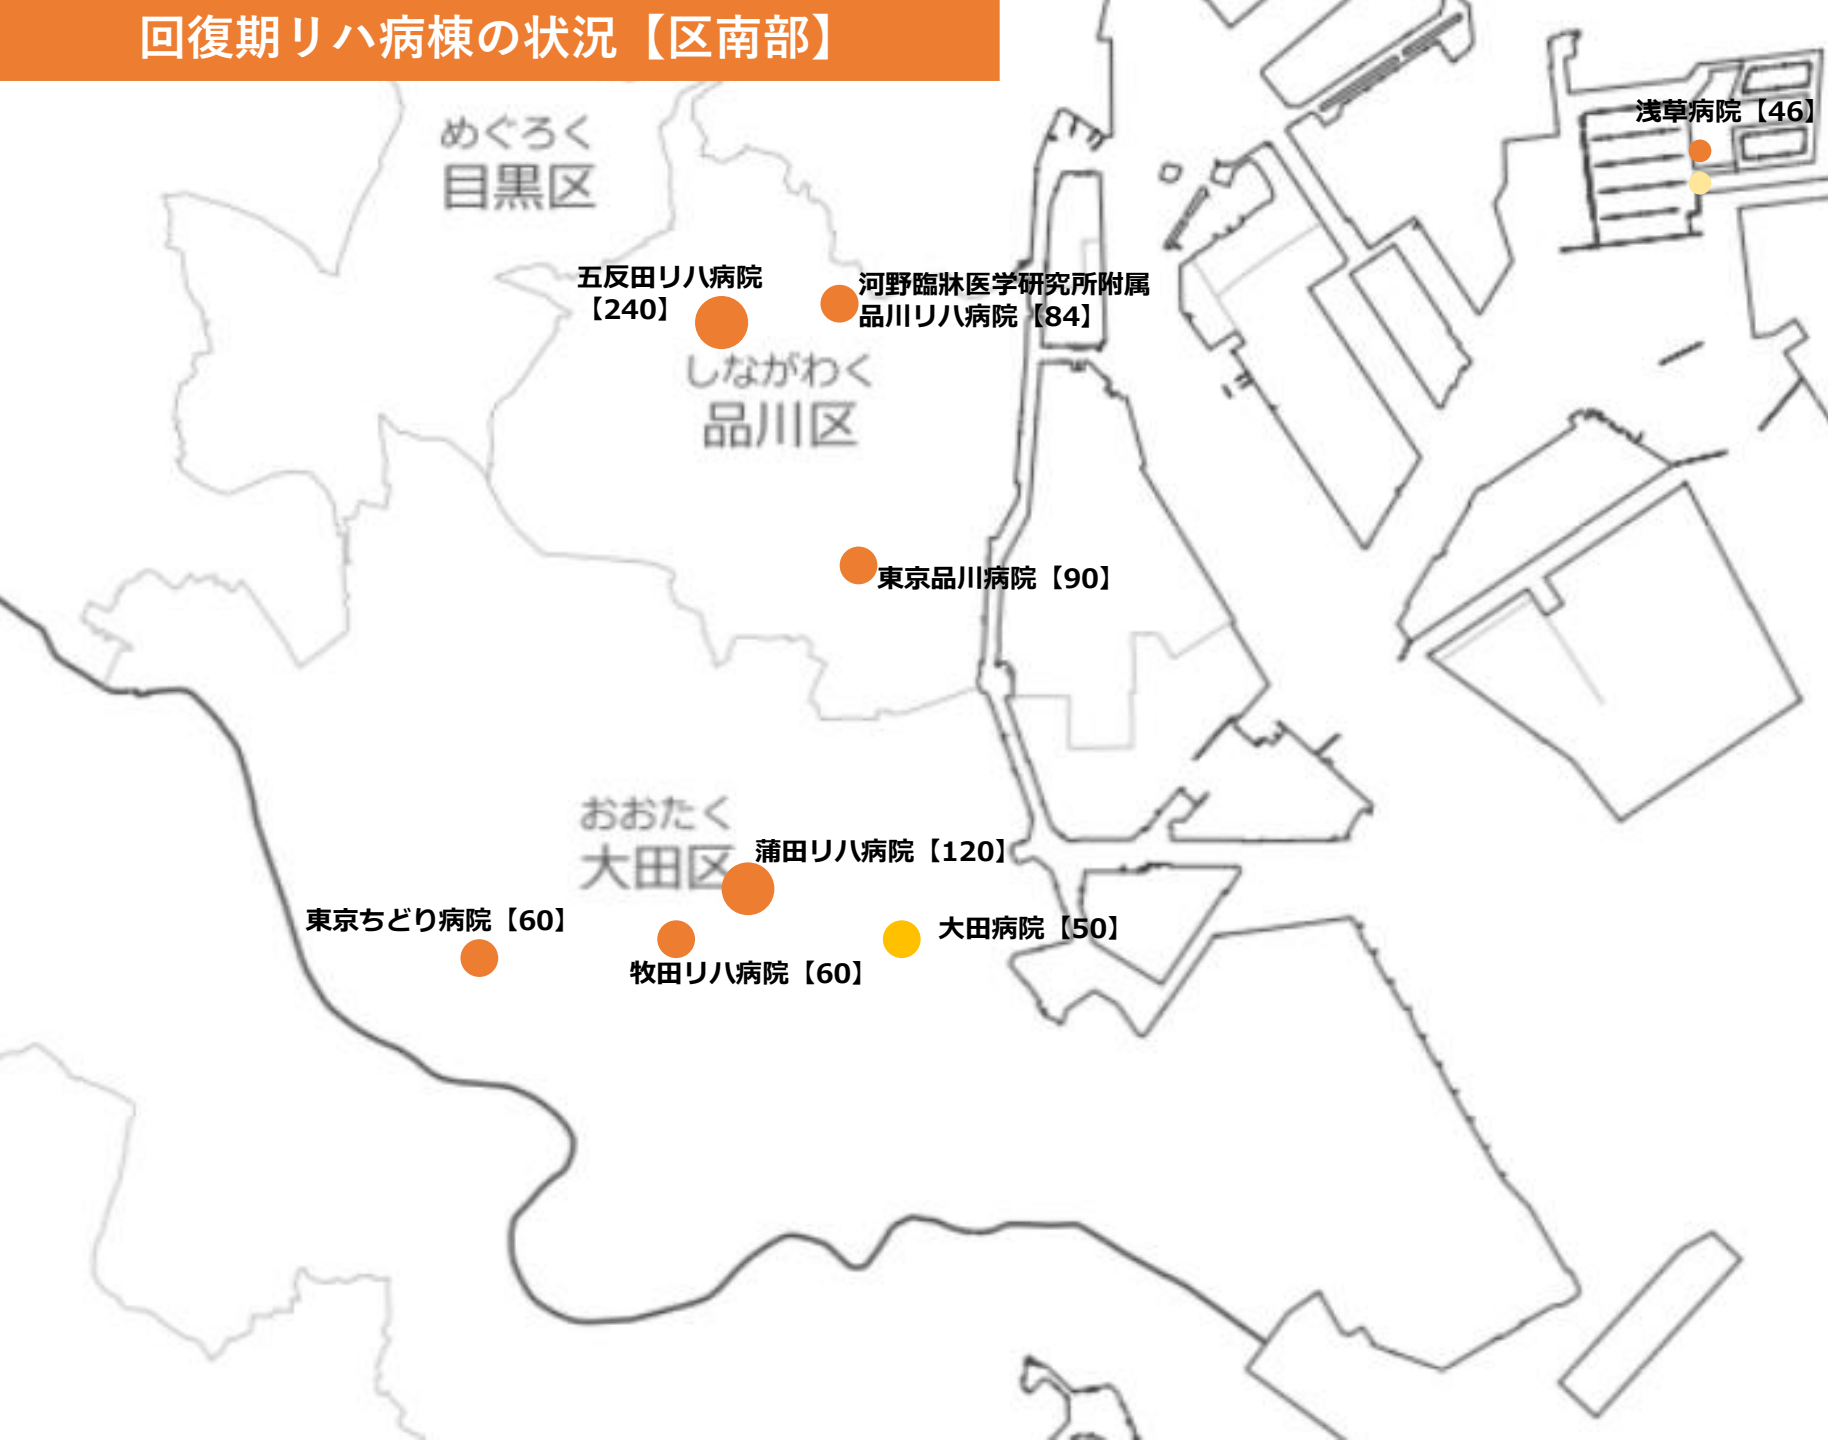 回復期リハ病棟の状況【区南部】
浅草病院【46】
めぐろく
目黒区
五反田リハ病院
【240】
河野臨牀医学研究所附属
品川リハ病院【84】
しながわく
品川区
東京品川病院【90】
おおたく
大田区
蒲田リハ病院【120】
東京ちどり病院【60】
大田病院【50】
牧田リハ病院【60】